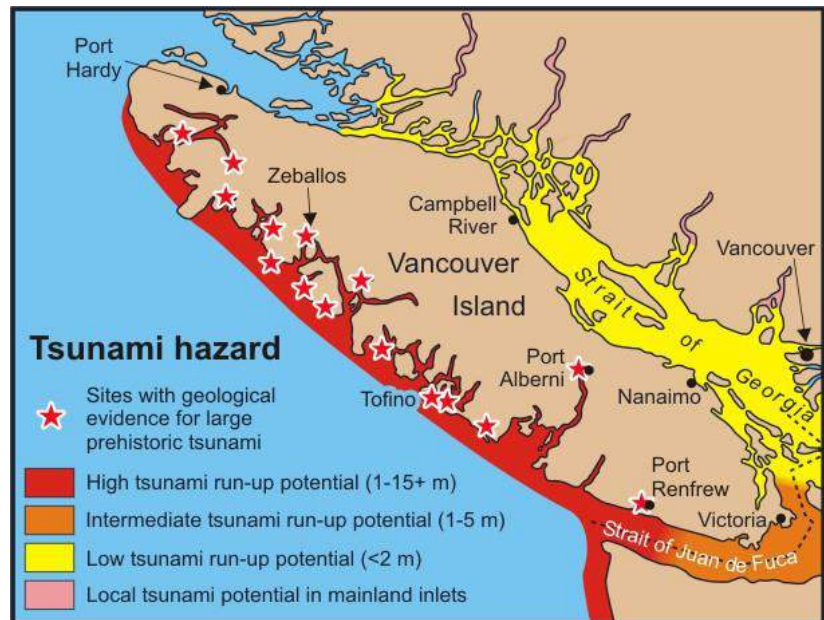 Port
Hardy
Zeballos
Campbell
River
Vancouver
Vancouver
Island
Strait of Georgia
Tsunami hazard
Sites with geological
evidence for large
prehistoric tsunami
Port
Alberni
Nanaimo
Tofino
High tsunami run-up potential (1-15+ m)
Port
Renfrew
Intermediate tsunami run-up potential (1-5 m)
Victoria
Strait of Juan de Fuca
Low tsunami run-up potential (<2 m)
Local tsunami potential in mainland inlets